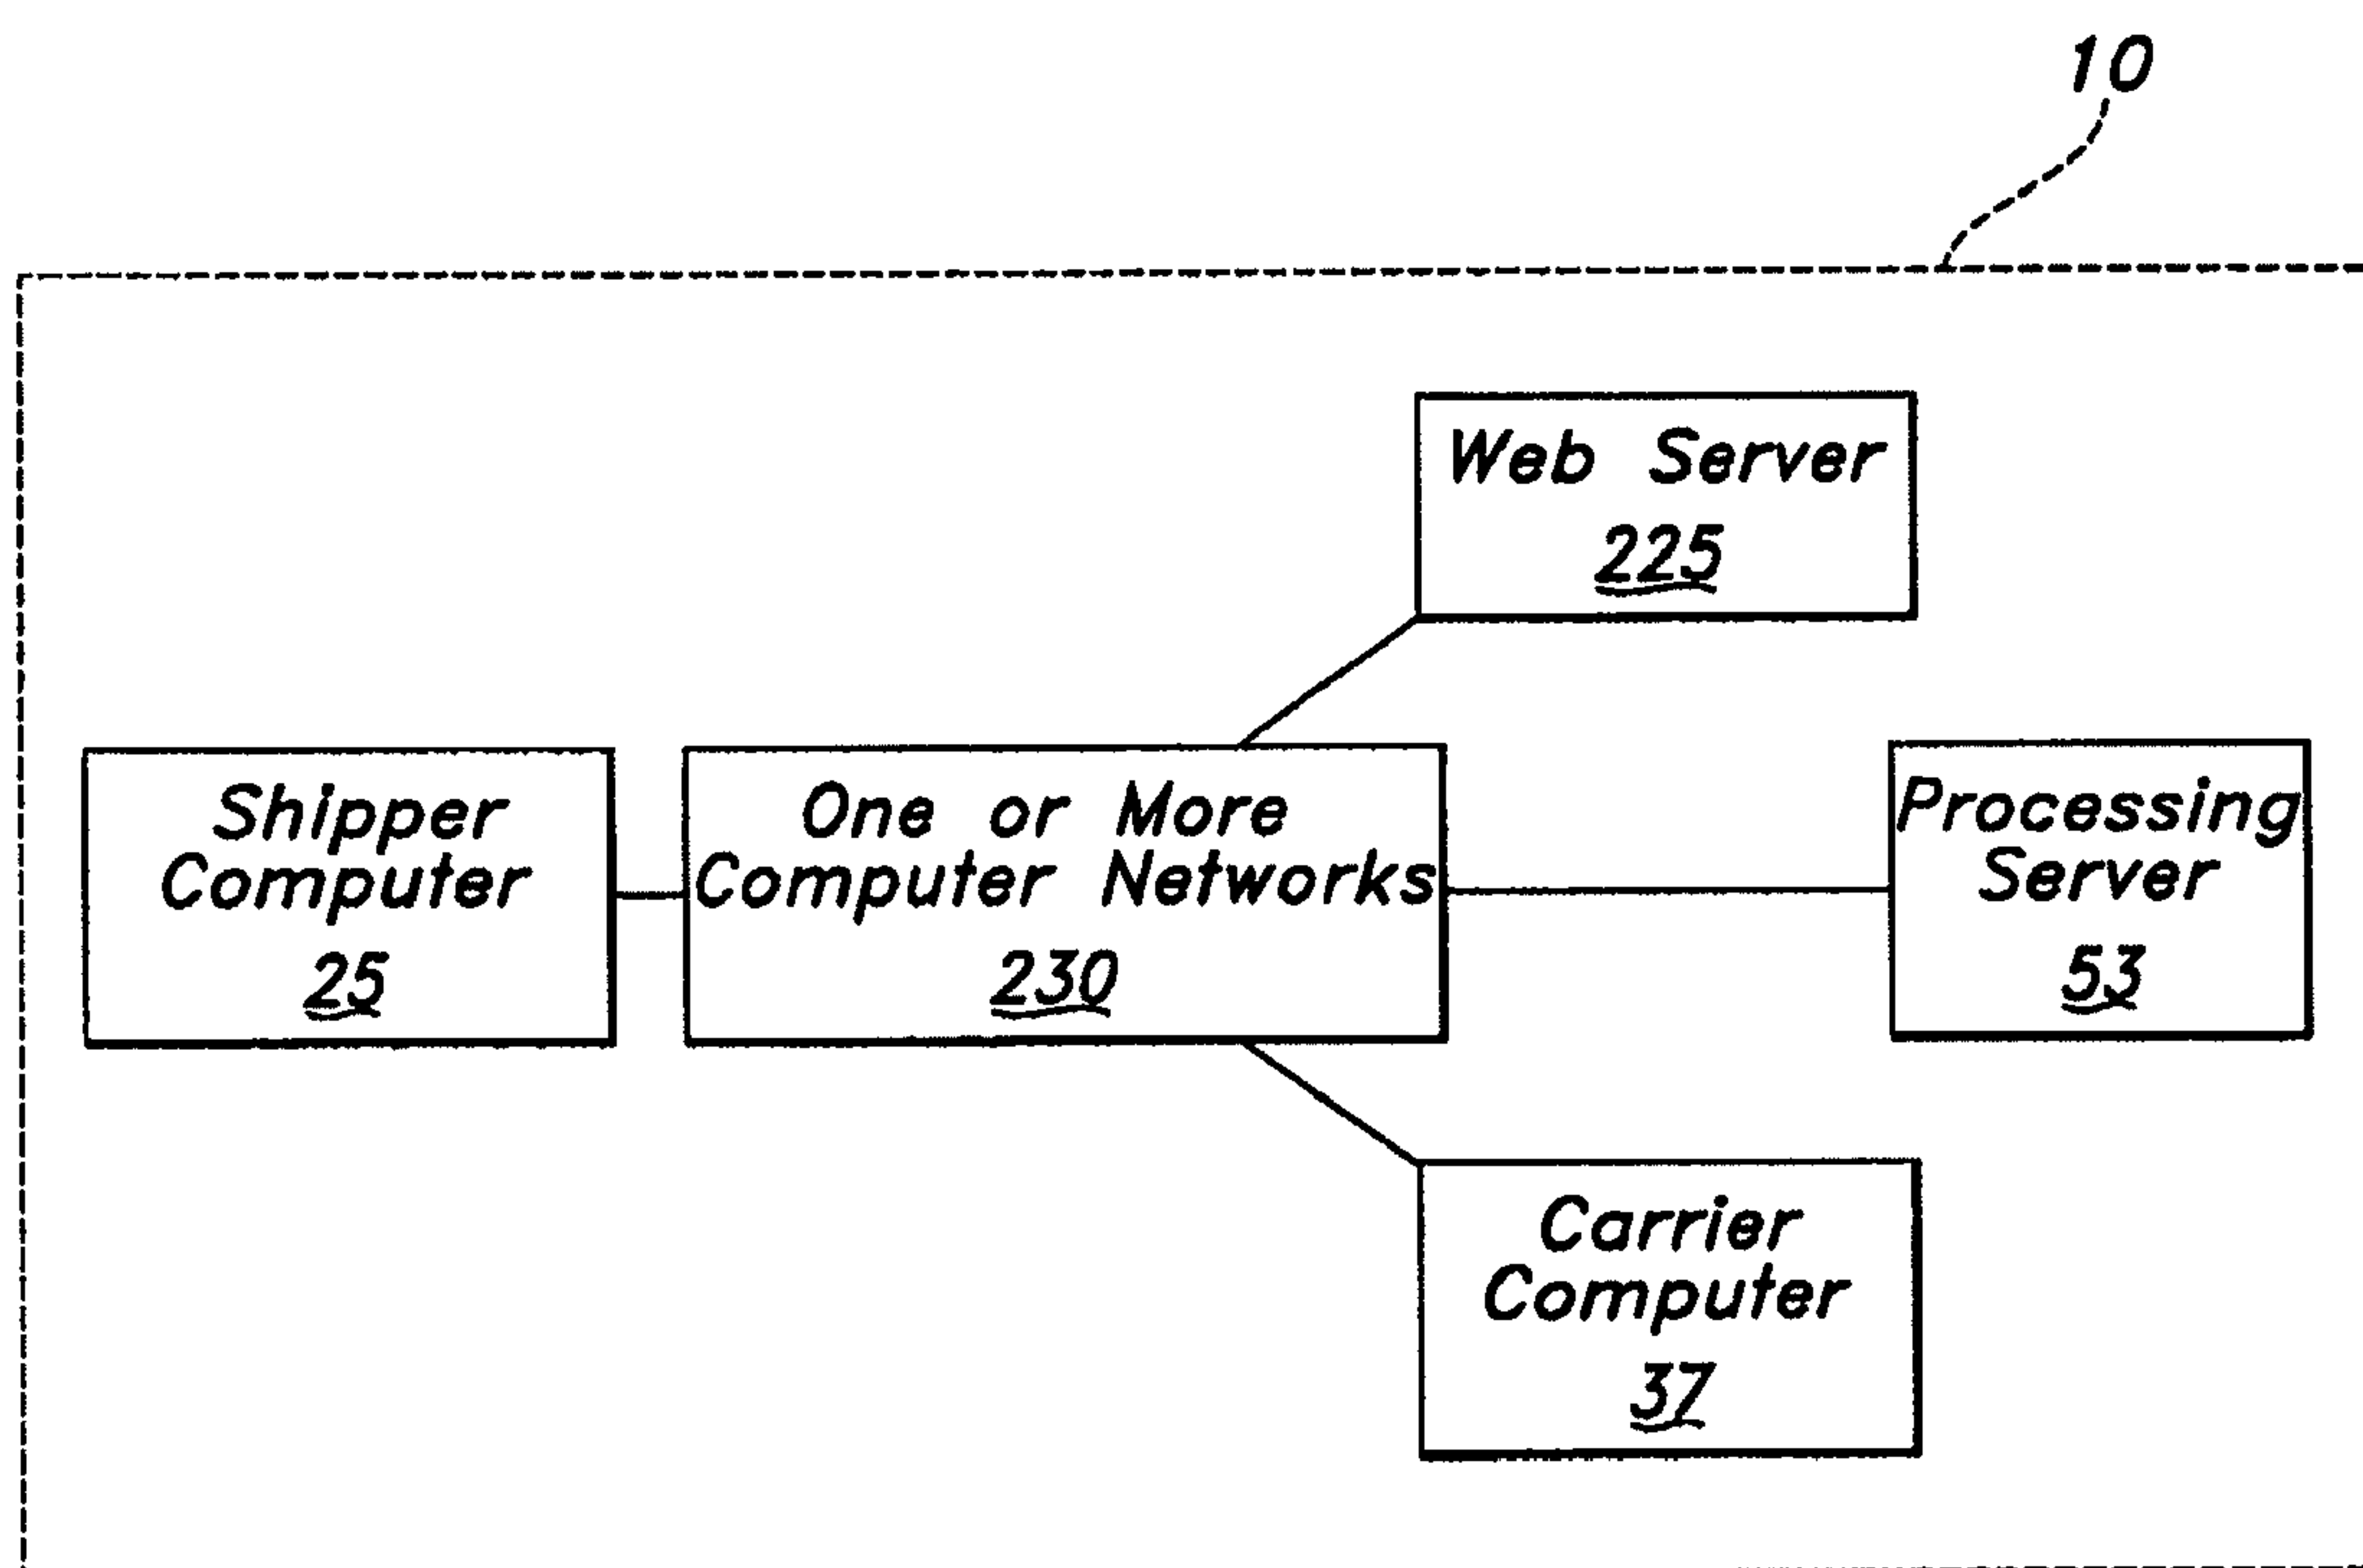 10
Web Server
225
Shipper
Computer
25
One or More
Computer Networks
230
Processing
Server
53
Carrier
Computer
37